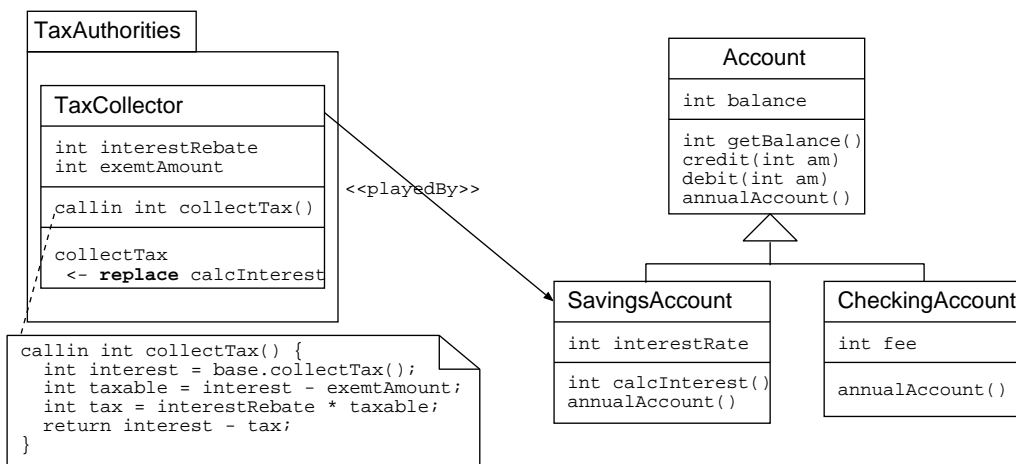 TaxAuthorities
TaxCollector
int interestRebate
int exemtAmount
callin int collectTax()
collectTax
<- replace calcInterest
callin int collectTax() {
int interest = base.collectTax();
int taxable = interest - exemtAmount;
int tax = interestRebate * taxable;
return interest - tax;
}
<<playedBy>>
Account
int balance
int getBalance()
credit(int am)
debit(int am)
annualAccount()
SavingsAccount
int interestRate
int calcInterest()
annualAccount()
CheckingAccount
int fee
annualAccount()